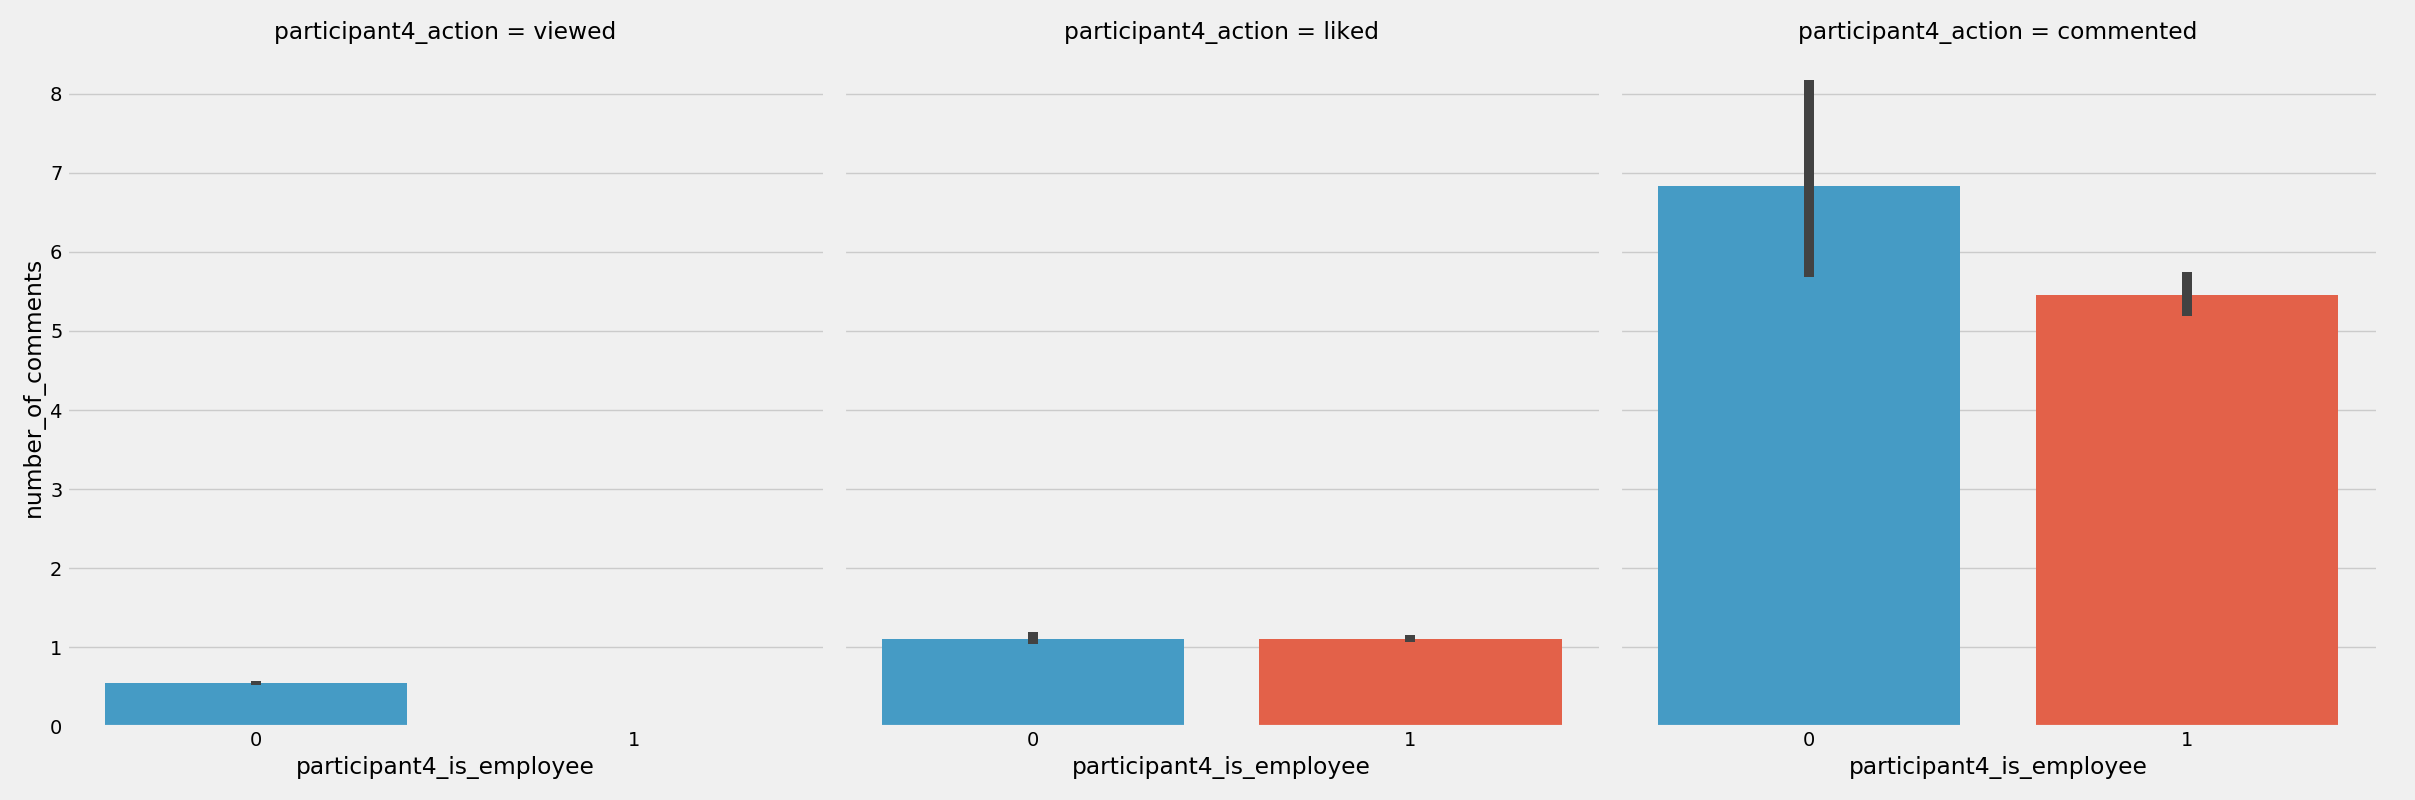 participant4_action = viewed
participant4_action = liked
participant4_action = commented
number_of_comments
8
7
6
5
4
3
2
1
0
0
1
0
1
0
1
participant4_is_employee
participant4_is_employee
participant4_is_employee